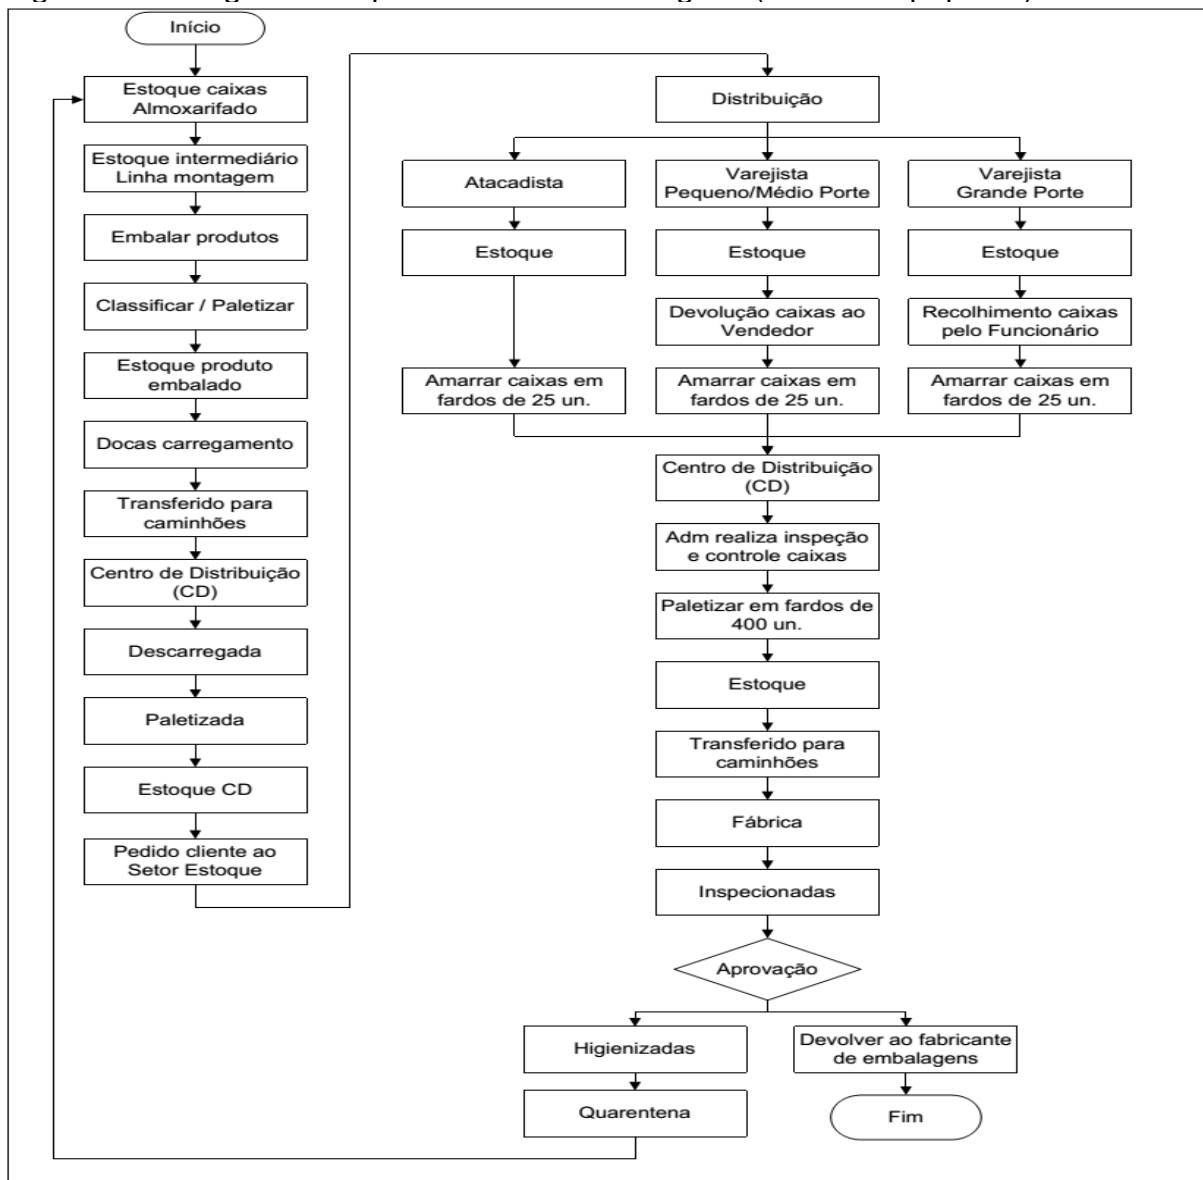 Início
Estoque caixas
Almoxarifado
Estoque intermediário
Linha montagem
Embalar produtos
Classificar / Paletizar
Estoque produto
embalado
Docas carregamento
Transferido para
caminhões
Centro de Distribuição
(CD)
Descarregada
Paletizada
Estoque CD
Pedido cliente ao
Setor Estoque
Distribuição
Atacadista
Estoque
Amarrar caixas em
fardos de 25 un.
Varejista
Pequeno/Médio Porte
Estoque
Devolução caixas ao
Vendedor
Amarrar caixas em
fardos de 25 un.
Varejista
Grande Porte
Estoque
Recolhimento caixas
pelo Funcionário
Amarrar caixas em
fardos de 25 un.
Centro de Distribuição
(CD)
Adm realiza inspeção
e controle caixas
Paletizar em fardos de
400 un.
Estoque
Transferido para
caminhões
Fábrica
Inspecionadas
Aprovação
Higienizadas
Quarentena
Devolver ao fabricante
de embalagens
Fim